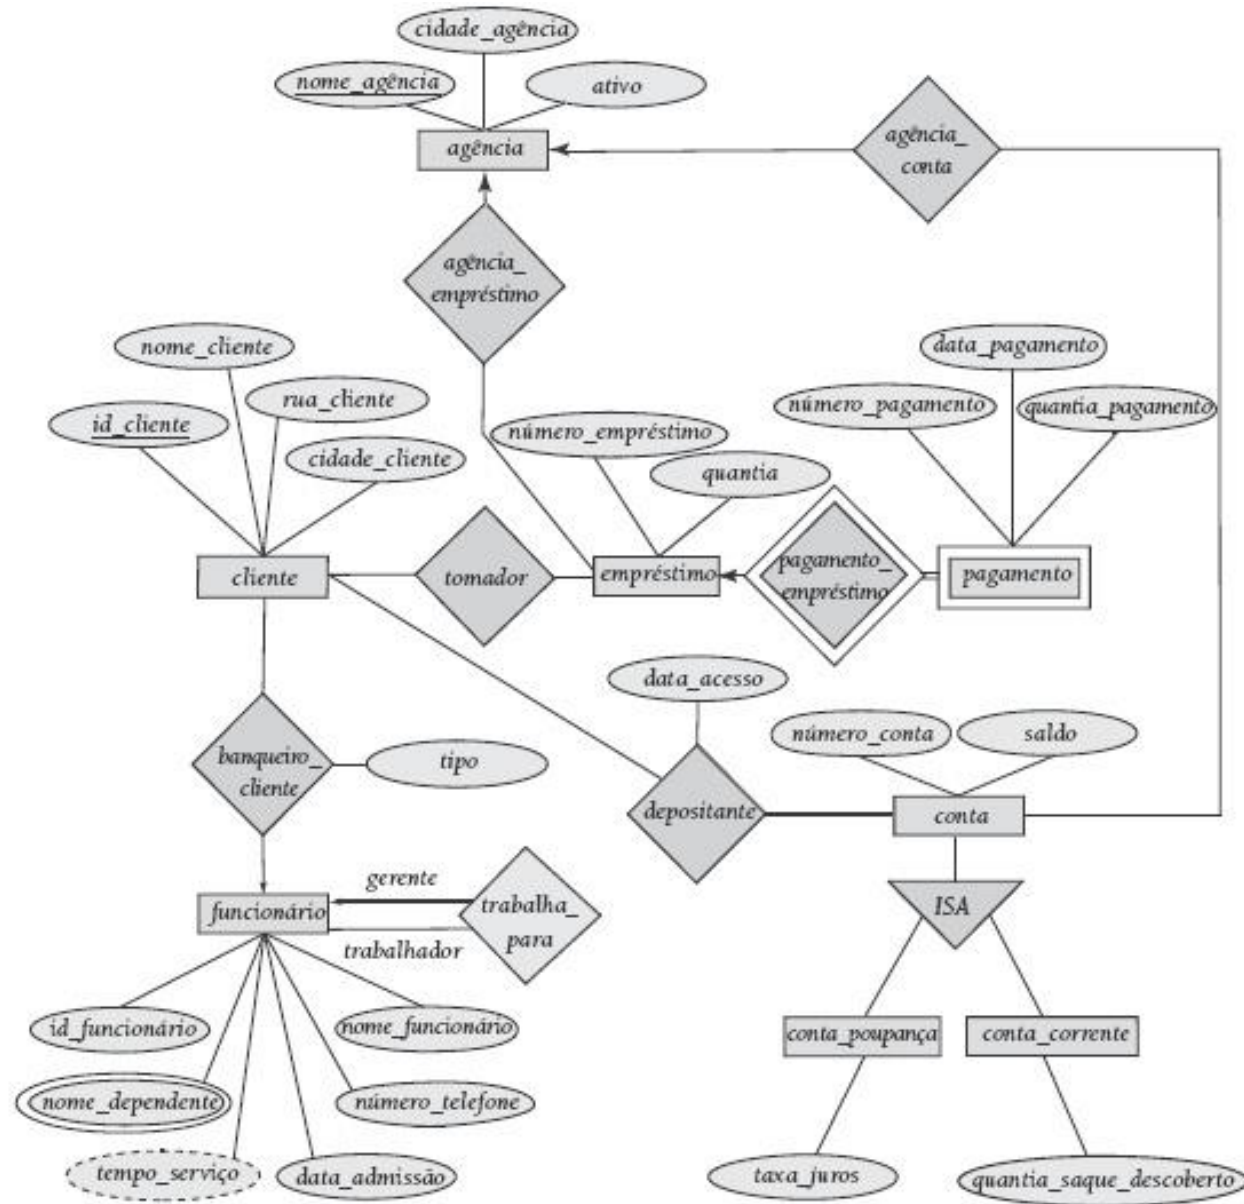 cidade_agência
nome_agência
ativo
agência
agência_
conta
agência_
empréstimo
nome_cliente
rua_cliente
id_cliente
cidade_cliente
data_pagamento
número_pagamento
quantia_pagamento
número_empréstimo
quantia
cliente
tomador
empréstimo
pagamento_
empréstimo
pagamento
data_acesso
número_conta
saldo
banqueiro_
cliente
tipo
depositante
conta
gerente
funcionário
trabalha_
para
trabalhador
ISA
id_funcionário
nome_funcionário
conta_poupança
conta_corrente
nome_dependente
número_telefone
tempo_serviço
data_admissão
taxa_juros
quantia_saque_descoberto